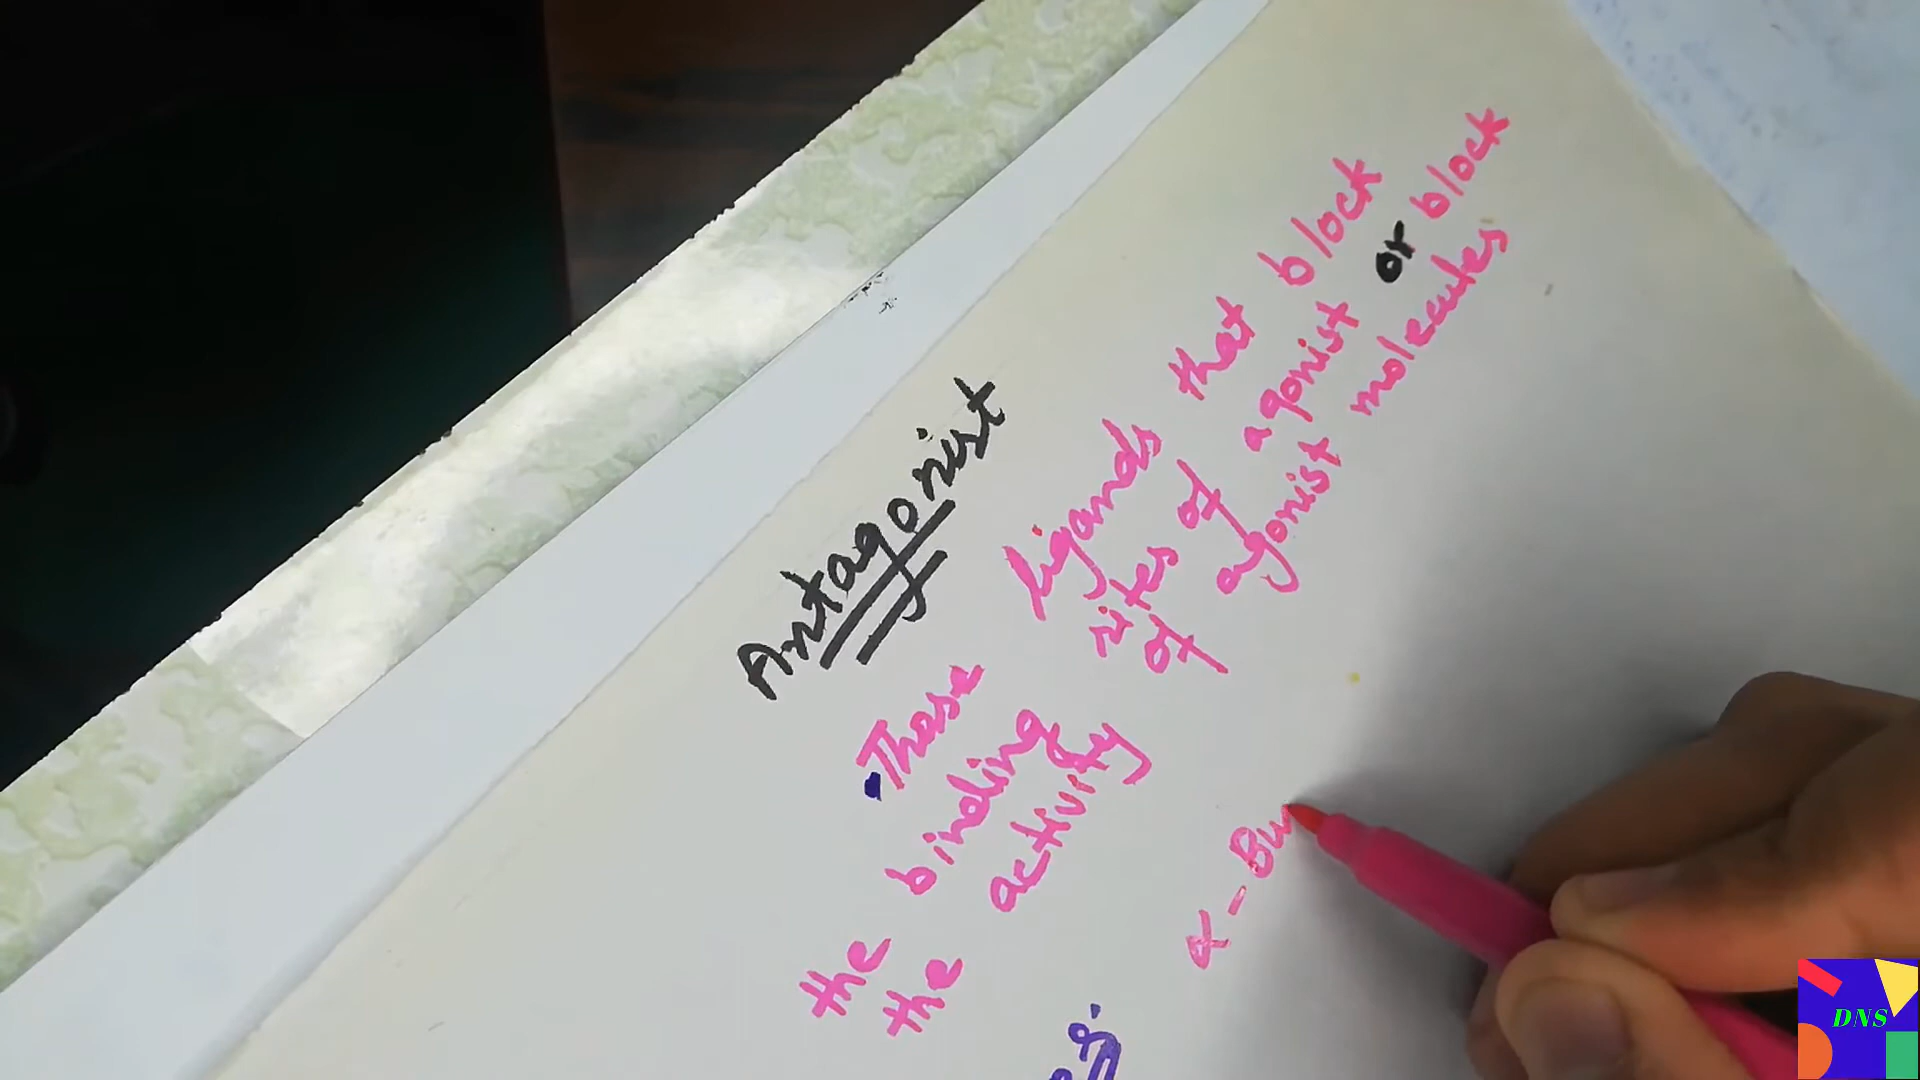 Antagonist
• These ligands that block
the binding sites of agonist or block
the activity of agonist molecules
eg.
α - Bu
DNS